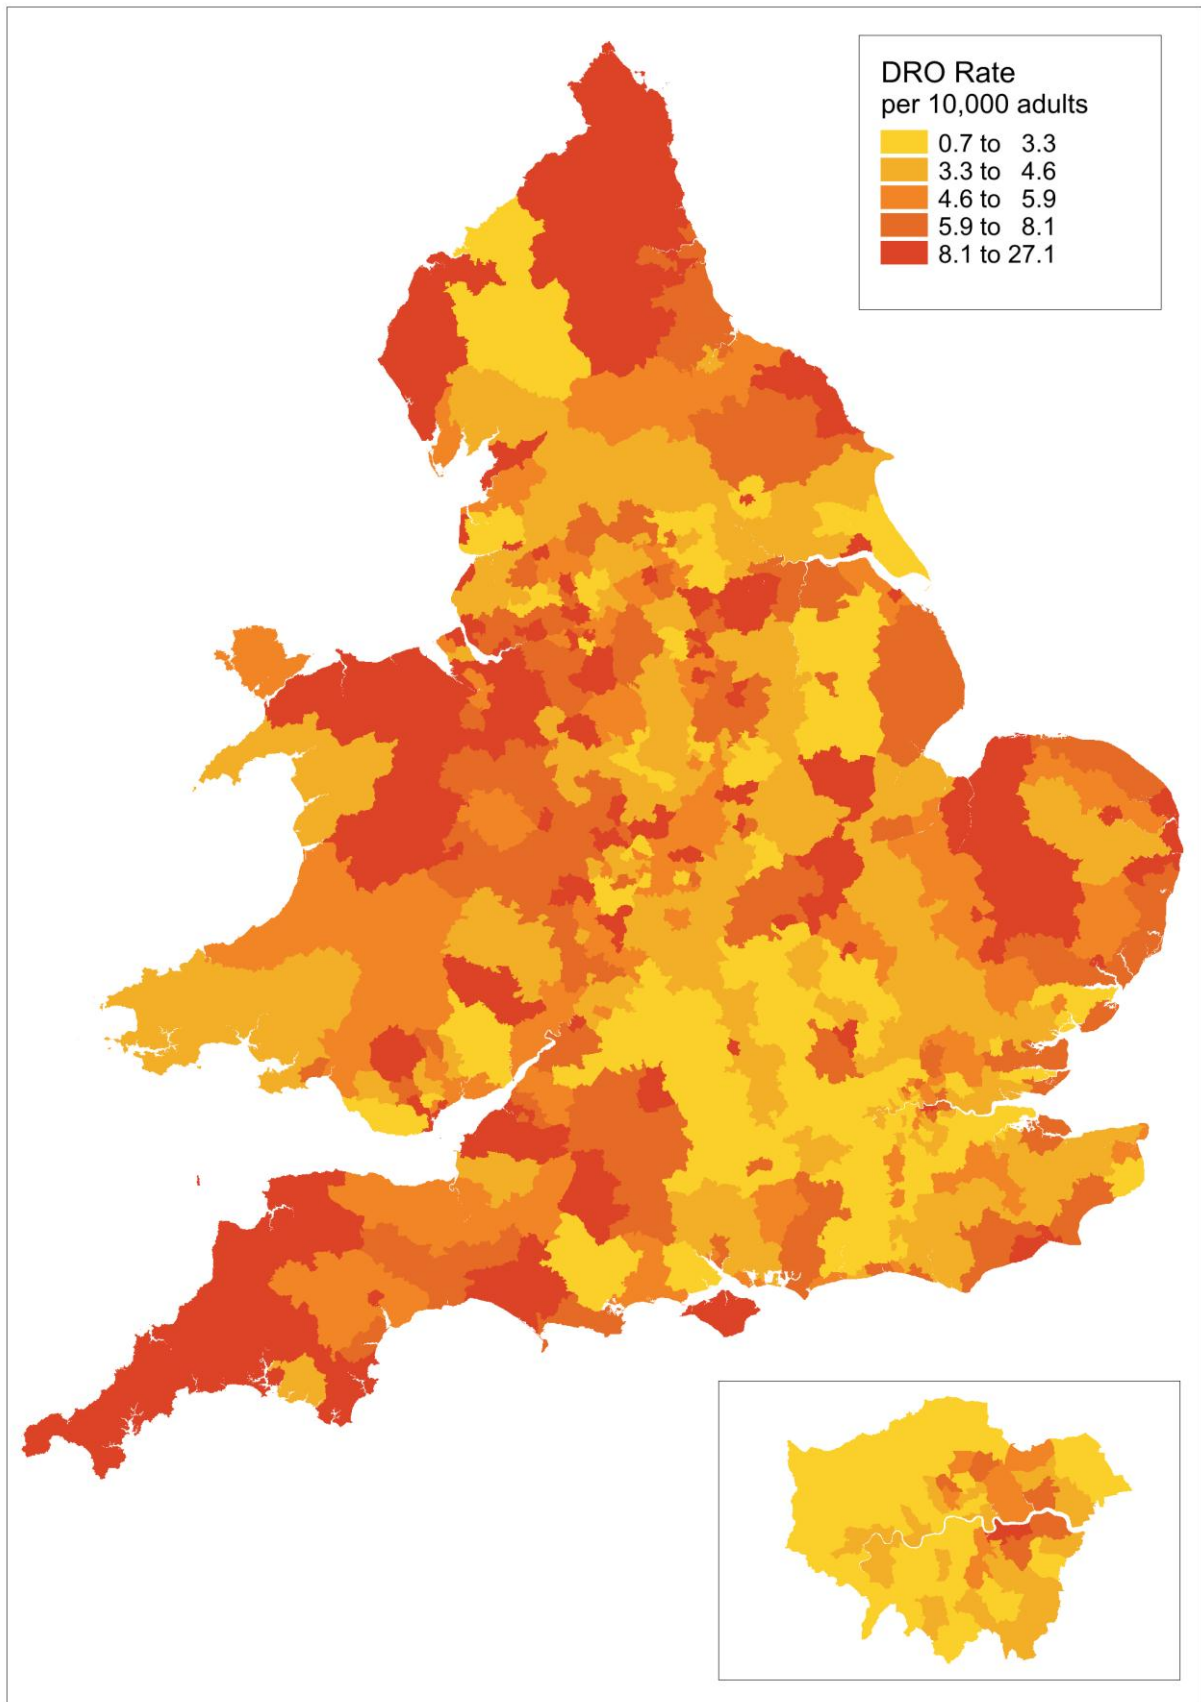 DRO Rate
per 10,000 adults
0.7 to 3.3
3.3 to 4.6
4.6 to 5.9
5.9 to 8.1
8.1 to 27.1